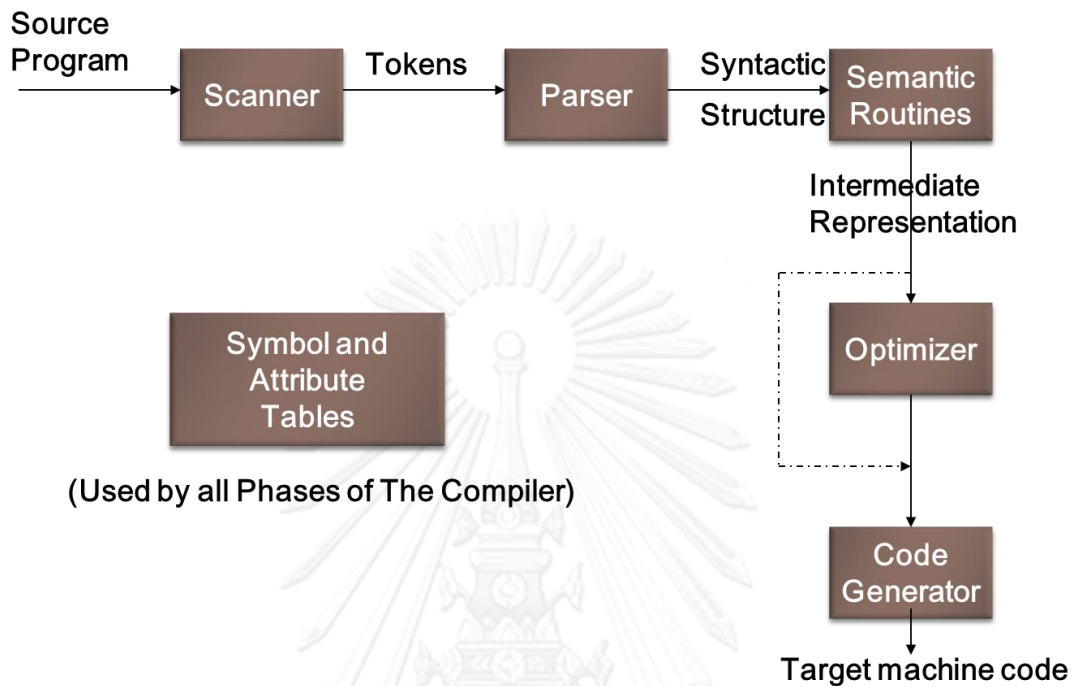 Source
Program
Scanner
Tokens
Parser
Syntactic
Structure
Semantic
Routines
Intermediate
Representation
Symbol and
Attribute
Tables
Optimizer
(Used by all Phases of The Compiler)
Code
Generator
Target machine code